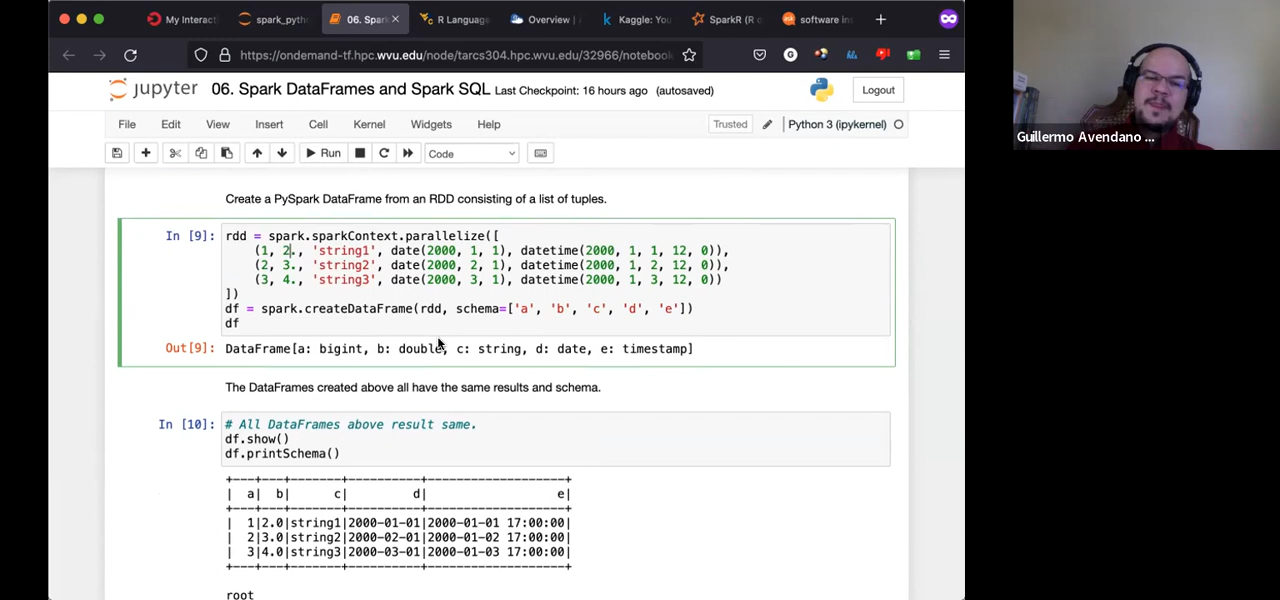 My Interac
spark_pyth
06. Spark
R Language
Overview |
Kaggle: You
SparkR (R o
software in
https://ondemand-tf.hpc.wvu.edu/node/tarcs304.hpc.wvu.edu/32966/notebook
jupyter 06. Spark DataFrames and Spark SQL Last Checkpoint: 16 hours ago (autosaved)
Logout
File Edit View Insert Cell Kernel Widgets Help
Trusted Python 3 (ipykernel)
Run Code
Create a PySpark DataFrame from an RDD consisting of a list of tuples.
In [9]: rdd = spark.sparkContext.parallelize([
(1, 2., 'string1', date(2000, 1, 1), datetime(2000, 1, 1, 12, 0)),
(2, 3., 'string2', date(2000, 2, 1), datetime(2000, 1, 2, 12, 0)),
(3, 4., 'string3', date(2000, 3, 1), datetime(2000, 1, 3, 12, 0))
])
df = spark.createDataFrame(rdd, schema=['a', 'b', 'c', 'd', 'e'])
df
Out[9]: DataFrame[a: bigint, b: double, c: string, d: date, e: timestamp]
The DataFrames created above all have the same results and schema.
In [10]: # All DataFrames above result same.
df.show()
df.printSchema()
+---+---+-------+----------+-------------------+
|  a|  b|      c|         d|                  e|
+---+---+-------+----------+-------------------+
|  1|2.0|string1|2000-01-01|2000-01-01 17:00:00|
|  2|3.0|string2|2000-02-01|2000-01-02 17:00:00|
|  3|4.0|string3|2000-03-01|2000-01-03 17:00:00|
+---+---+-------+----------+-------------------+
root
Guillermo Avendano ...